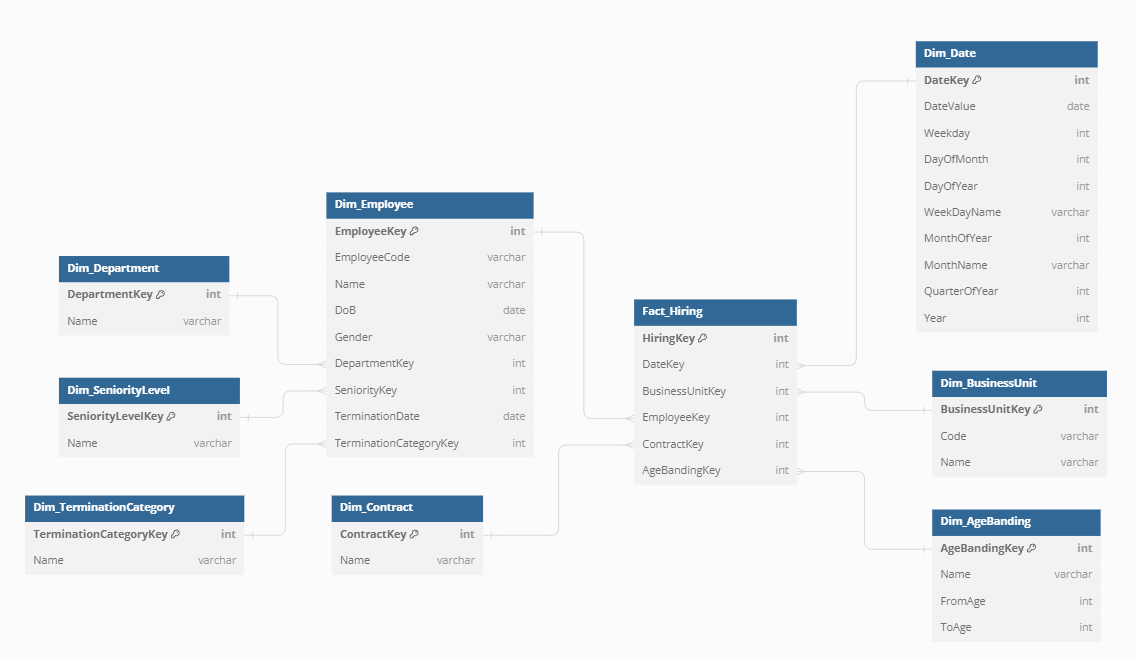 Dim_Date
DateKey int
DateValue date
Weekday int
DayOfMonth int
DayOfYear int
WeekDayName varchar
MonthOfYear int
MonthName varchar
QuarterOfYear int
Year int
Dim_Employee
EmployeeKey int
EmployeeCode varchar
Name varchar
DoB date
Gender varchar
DepartmentKey int
SeniorityKey int
TerminationDate date
TerminationCategoryKey int
Dim_Department
DepartmentKey int
Name varchar
Dim_SeniorityLevel
SeniorityLevelKey int
Name varchar
Dim_TerminationCategory
TerminationCategoryKey int
Name varchar
Dim_Contract
ContractKey int
Name varchar
Fact_Hiring
HiringKey int
DateKey int
BusinessUnitKey int
EmployeeKey int
ContractKey int
AgeBandingKey int
Dim_BusinessUnit
BusinessUnitKey int
Code varchar
Name varchar
Dim_AgeBanding
AgeBandingKey int
Name varchar
FromAge int
ToAge int